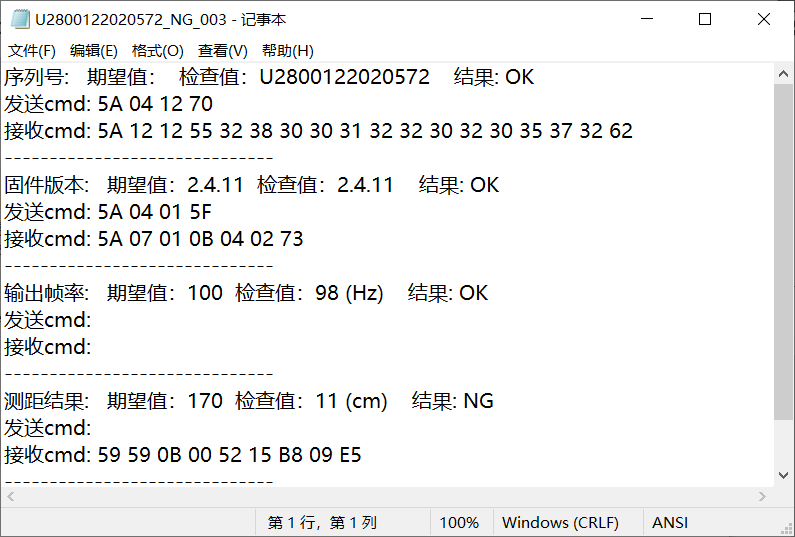 U2800122020572_NG_003 - 记事本
文件(F) 编辑(E) 格式(O) 查看(V) 帮助(H)
序列号: 期望值： 检查值：U2800122020572 结果: OK
发送cmd: 5A 04 12 70
接收cmd: 5A 12 12 55 32 38 30 30 31 32 32 30 32 30 35 37 32 62
------------------------------
固件版本: 期望值：2.4.11 检查值：2.4.11 结果: OK
发送cmd: 5A 04 01 5F
接收cmd: 5A 07 01 0B 04 02 73
------------------------------
输出帧率: 期望值：100 检查值：98 (Hz) 结果: OK
发送cmd:
接收cmd:
------------------------------
测距结果: 期望值：170 检查值：11 (cm) 结果: NG
发送cmd:
接收cmd: 59 59 0B 00 52 15 B8 09 E5
------------------------------
第 1 行，第 1 列 100% Windows (CRLF) ANSI